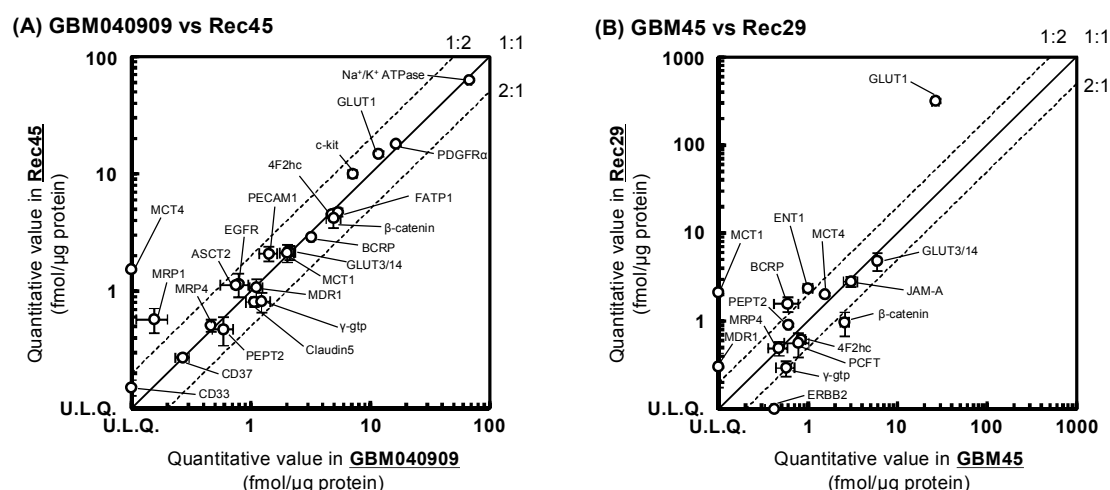 (A) GBM040909 vs Rec45
1:2
1:1
2:1
100
10
1
U.L.Q.
Quantitative value in Rec45
(fmol/µg protein)
Na⁺/K⁺ ATPase
GLUT1
PDGFRα
c-kit
4F2hc
FATP1
PECAM1
β-catenin
MCT4
EGFR
BCRP
ASCT2
GLUT3/14
MRP1
MCT1
MRP4
MDR1
γ-gtp
PEPT2
Claudin5
CD37
CD33
U.L.Q.
1
10
100
Quantitative value in GBM040909
(fmol/µg protein)
(B) GBM45 vs Rec29
1:2
1:1
2:1
1000
100
10
1
U.L.Q.
Quantitative value in Rec29
(fmol/µg protein)
GLUT1
ENT1
MCT1
MCT4
GLUT3/14
BCRP
JAM-A
PEPT2
β-catenin
MRP4
MDR1
4F2hc
PCFT
γ-gtp
ERBB2
U.L.Q.
1
10
100
1000
Quantitative value in GBM45
(fmol/µg protein)